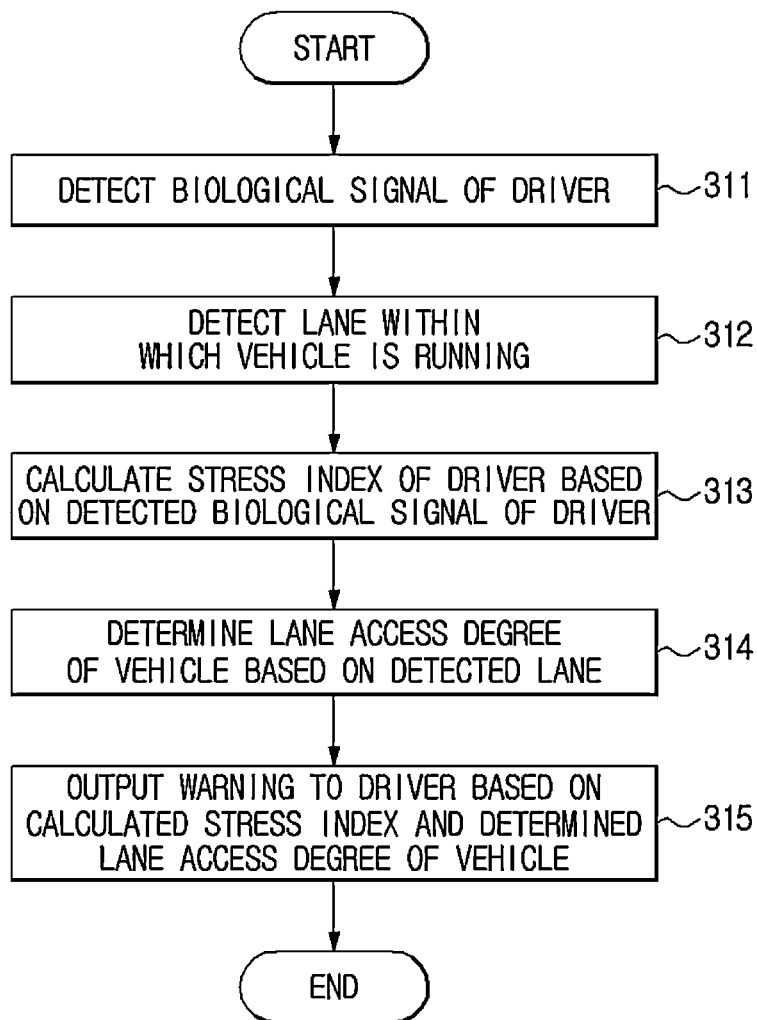 START
DETECT BIOLOGICAL SIGNAL OF DRIVER
311
DETECT LANE WITHIN
WHICH VEHICLE IS RUNNING
312
CALCULATE STRESS INDEX OF DRIVER BASED
ON DETECTED BIOLOGICAL SIGNAL OF DRIVER
313
DETERMINE LANE ACCESS DEGREE
OF VEHICLE BASED ON DETECTED LANE
314
OUTPUT WARNING TO DRIVER BASED ON
CALCULATED STRESS INDEX AND DETERMINED
LANE ACCESS DEGREE OF VEHICLE
315
END